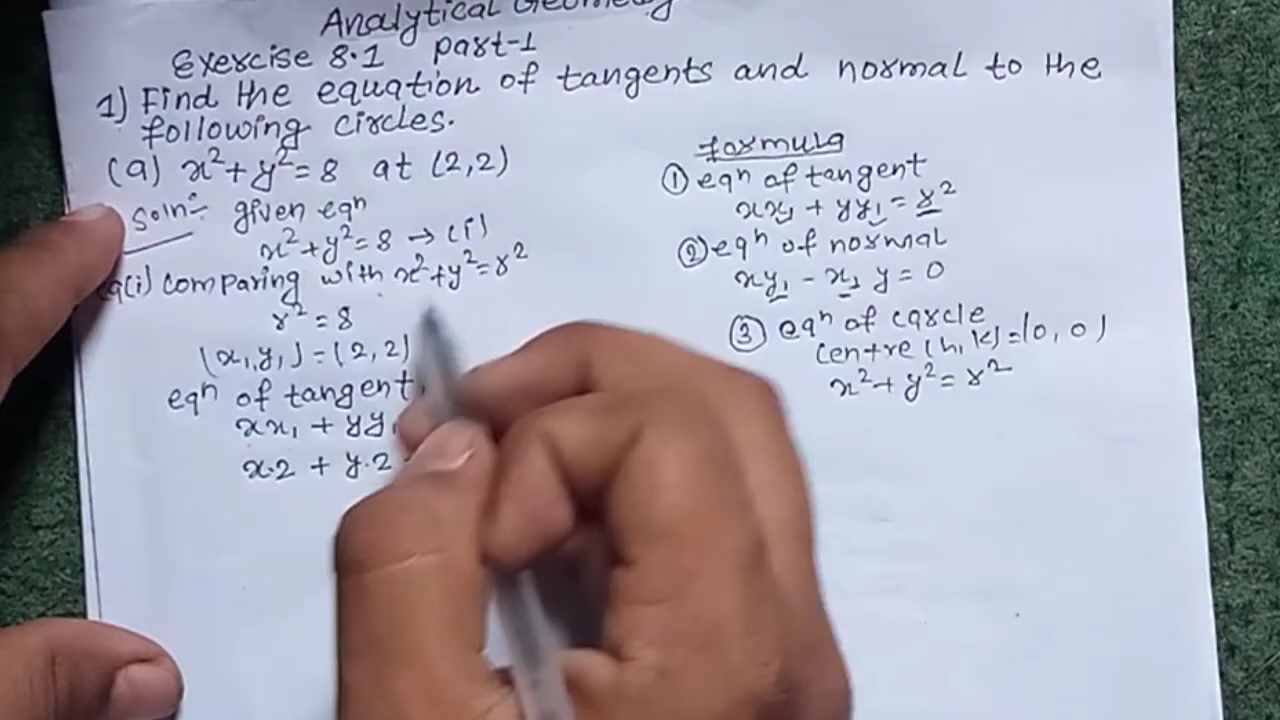 Analytical Geometry
Exercise 8.1 part-1
1) Find the equation of tangents and normal to the
following circles.
(a) x²+y²=8 at (2,2)
Soln:- given eqn
x²+y²=8 → (i)
eq(i) comparing with x²+y²=r²
r²=8
(x₁,y₁)=(2,2)
eqn of tangent,
xx₁ + yy₁
x.2 + y.2
formula
① eqn of tangent
xx₁ + yy₁ = r²
② eqn of normal
xy₁ - x₁y = 0
③ eqn of carcle
centre (h,k)=(0,0)
x²+y²=r²